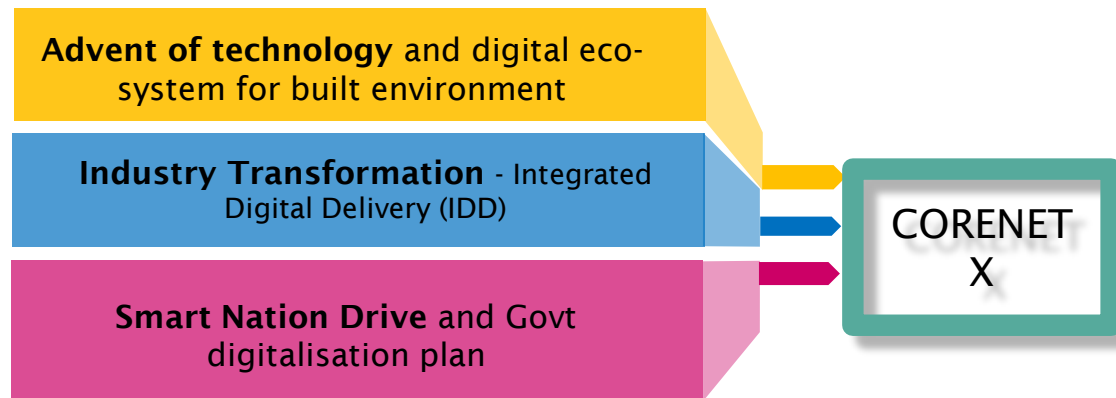 Advent of technology and digital eco-
system for built environment
Industry Transformation - Integrated
Digital Delivery (IDD)
Smart Nation Drive and Govt
digitalisation plan
CORENET
X